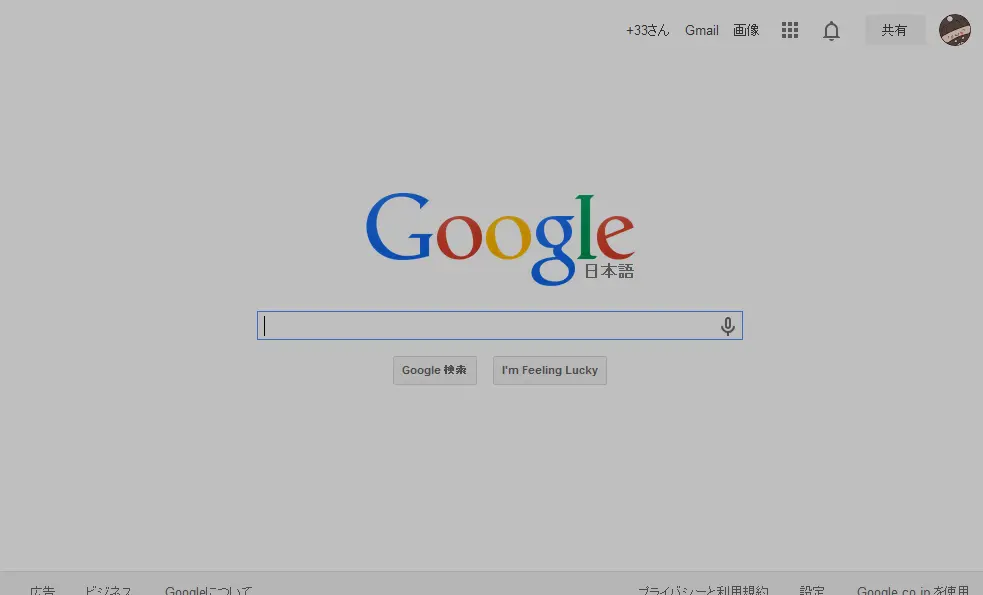 +33さん Gmail 画像 共有
Google
日本語
Google 検索 I'm Feeling Lucky
広告 ビジネス Googleについて プライバシーと利用規約 設定 Google.co.jp を使用